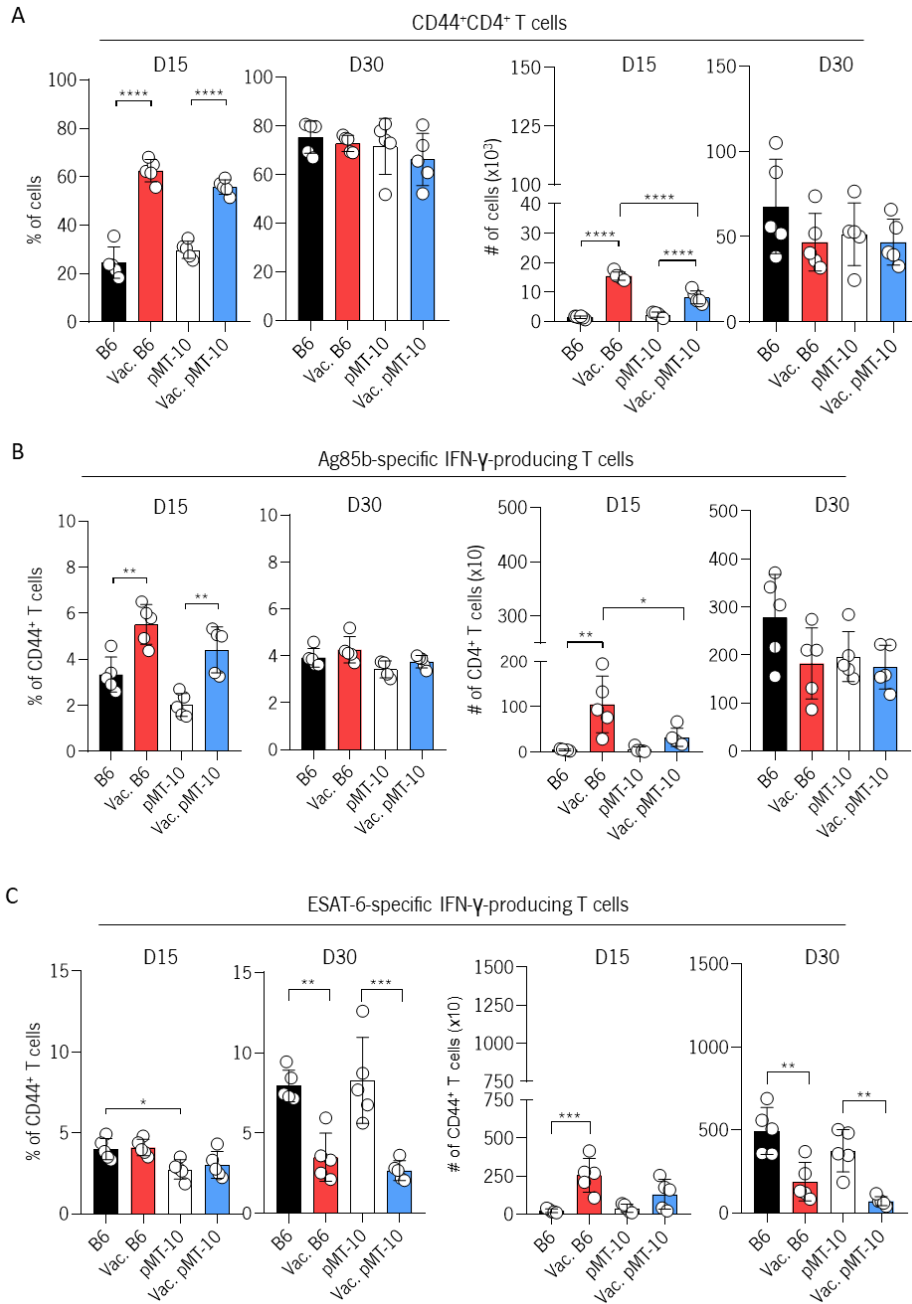 A
CD44⁺CD4⁺ T cells
D15
D30
D15
D30
% of cells
100
80
60
40
20
0
****
****
B6
Vac. B6
pMT-10
Vac. pMT-10
100
80
60
40
20
0
B6
Vac. B6
pMT-10
Vac. pMT-10
# of cells (x10³)
150
100
40
30
20
10
0
****
****
****
B6
Vac. B6
pMT-10
Vac. pMT-10
150
100
50
0
B6
Vac. B6
pMT-10
Vac. pMT-10
B
Ag85b-specific IFN-γ-producing T cells
D15
D30
D15
D30
% of CD44⁺ T cells
10
8
6
4
2
0
**
**
B6
Vac. B6
pMT-10
Vac. pMT-10
10
8
6
4
2
0
B6
Vac. B6
pMT-10
Vac. pMT-10
# of CD4⁺ T cells (x10)
500
400
300
200
100
0
**
*
B6
Vac. B6
pMT-10
Vac. pMT-10
500
400
300
200
100
0
B6
Vac. B6
pMT-10
Vac. pMT-10
C
ESAT-6-specific IFN-γ-producing T cells
D15
D30
D15
D30
% of CD44⁺ T cells
15
10
5
0
*
B6
Vac. B6
pMT-10
Vac. pMT-10
15
10
5
0
**
***
B6
Vac. B6
pMT-10
Vac. pMT-10
# of CD44⁺ T cells (x10)
1500
1250
1000
750
500
250
0
***
B6
Vac. B6
pMT-10
Vac. pMT-10
1500
1000
500
0
**
**
B6
Vac. B6
pMT-10
Vac. pMT-10